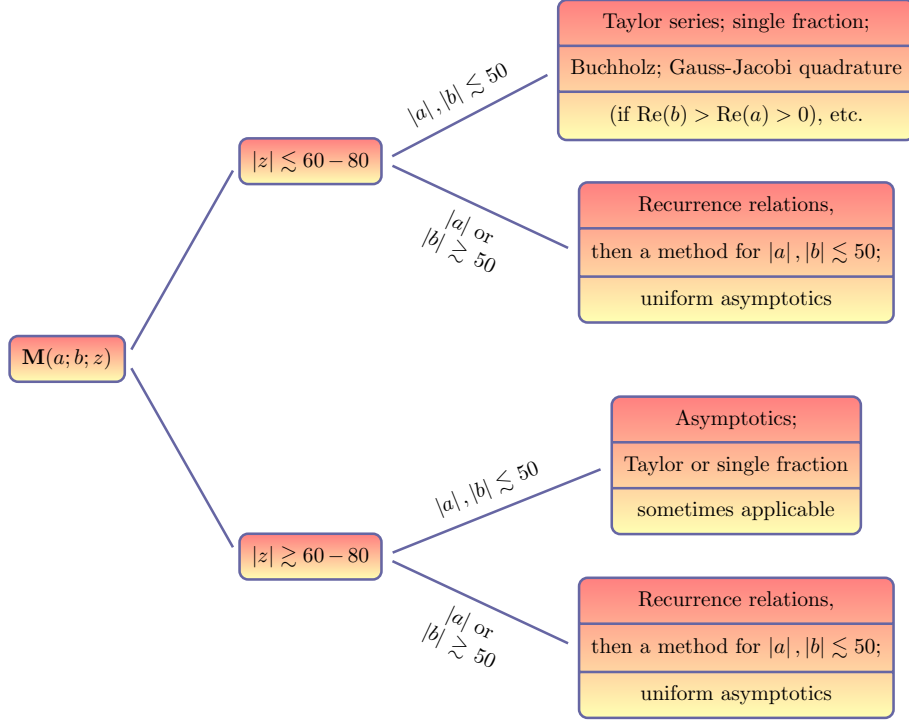 Taylor series; single fraction;
Buchholz; Gauss-Jacobi quadrature
(if Re(b) > Re(a) > 0), etc.
|a| , |b| ≲ 50
|z| ≲ 60 – 80
|a| or
|b| ≳ 50
Recurrence relations,
then a method for |a| , |b| ≲ 50;
uniform asymptotics
M(a; b; z)
Asymptotics;
Taylor or single fraction
sometimes applicable
|a| , |b| ≲ 50
|z| ≳ 60 – 80
|a| or
|b| ≳ 50
Recurrence relations,
then a method for |a| , |b| ≲ 50;
uniform asymptotics